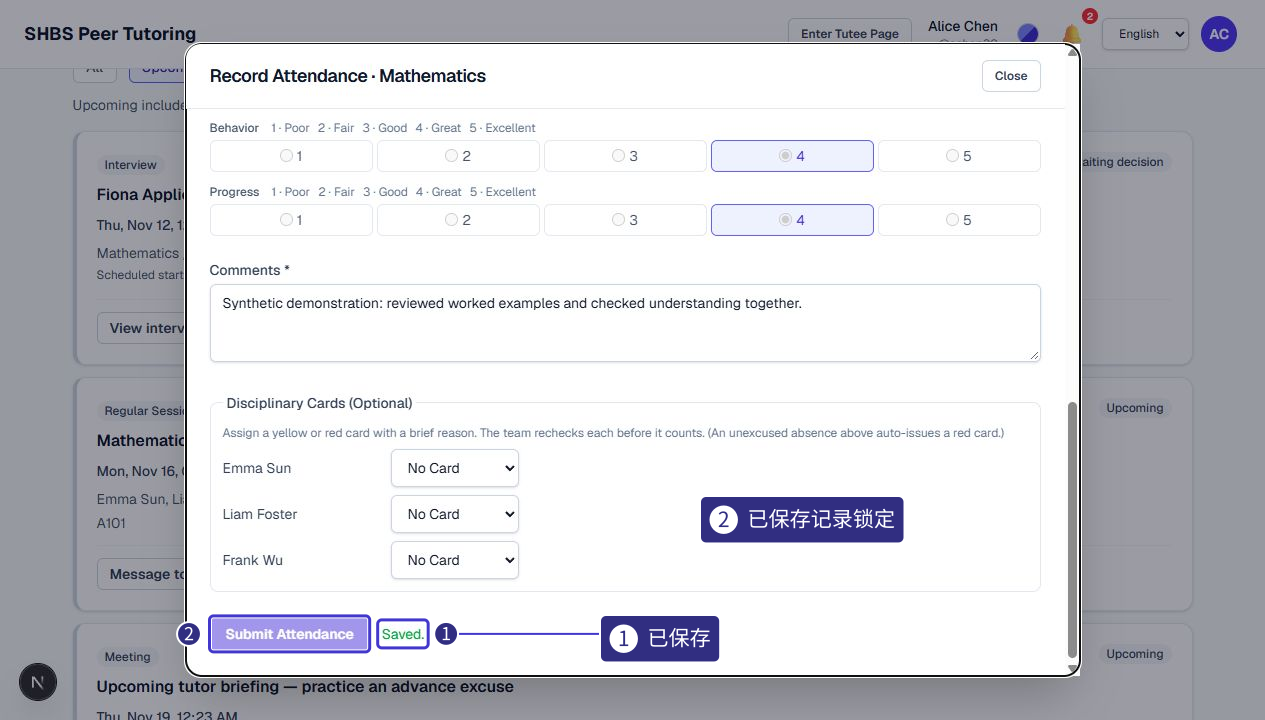 SHBS Peer Tutoring
Enter Tutee Page
Alice Chen
2
English
AC
Upcoming include
Record Attendance · Mathematics
Close
Behavior 1 · Poor 2 · Fair 3 · Good 4 · Great 5 · Excellent
1 2 3 4 5
Progress 1 · Poor 2 · Fair 3 · Good 4 · Great 5 · Excellent
1 2 3 4 5
Comments *
Synthetic demonstration: reviewed worked examples and checked understanding together.
Disciplinary Cards (Optional)
Assign a yellow or red card with a brief reason. The team rechecks each before it counts. (An unexcused absence above auto-issues a red card.)
Emma Sun No Card
Liam Foster No Card
Frank Wu No Card
2 已保存记录锁定
2 Submit Attendance Saved. 1 1 已保存
Interview
aiting decision
Fiona Appli
Thu, Nov 12, 1
Mathematics
Scheduled start
View interv
Regular Sessi
Upcoming
Mathematic
Mon, Nov 16,
Emma Sun, Lia
A101
Message to
Meeting
Upcoming
Upcoming tutor briefing — practice an advance excuse
Thu, Nov 19, 12:23 AM
N